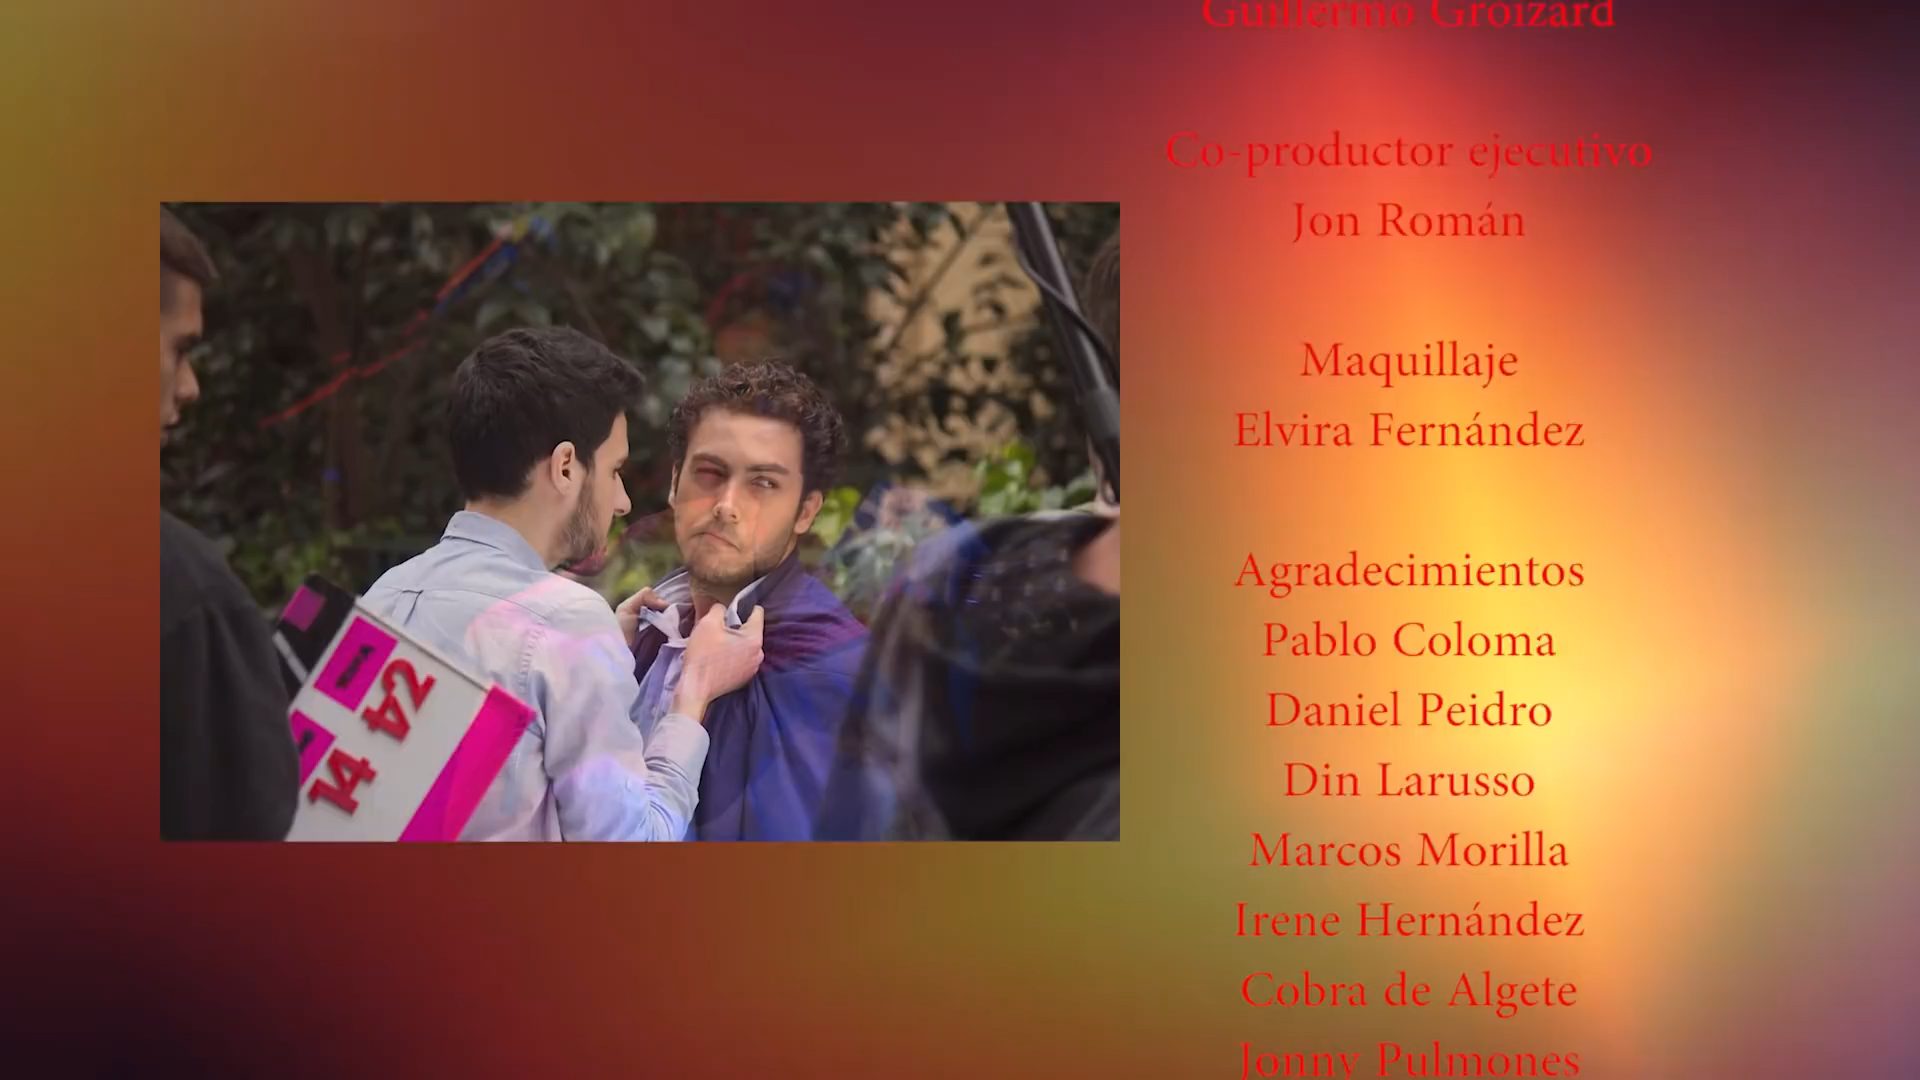 Guillermo Groizard
Co-productor ejecutivo
Jon Román
Maquillaje
Elvira Fernández
Agradecimientos
Pablo Coloma
Daniel Peidro
Din Larusso
Marcos Morilla
Irene Hernández
Cobra de Algete
Jonny Pulmones
42
14